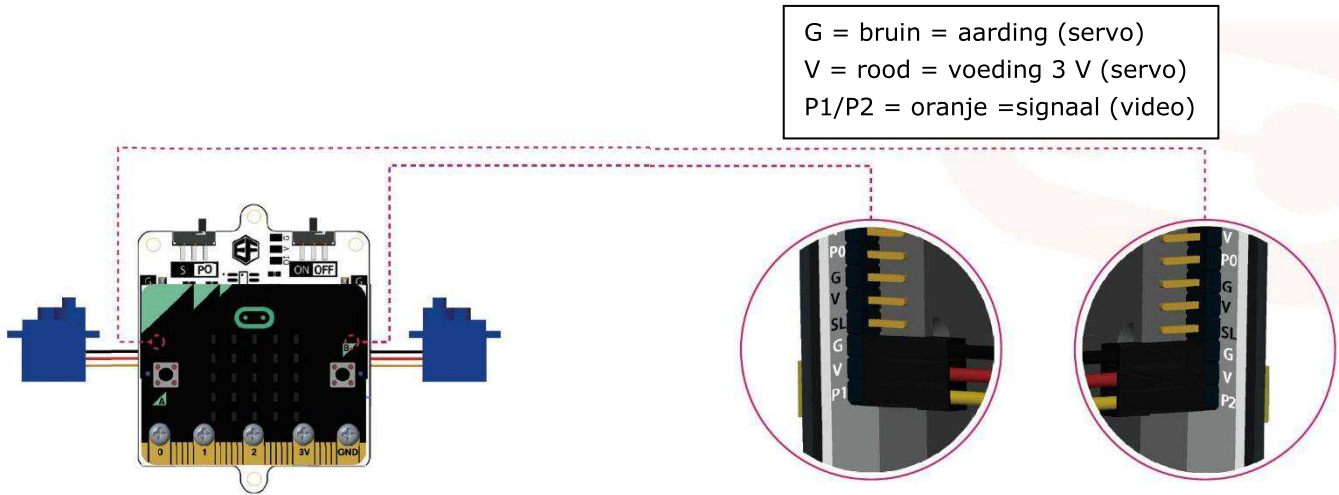 G = bruin = aarding (servo)
V = rood = voeding 3 V (servo)
P1/P2 = oranje =signaal (video)
DI V G
S PO
ON OFF
G
G
B
A
0 1 2 3V GND
P0
G
V
SL
G
V
P1
V
P0
G
V
SL
G
V
P2